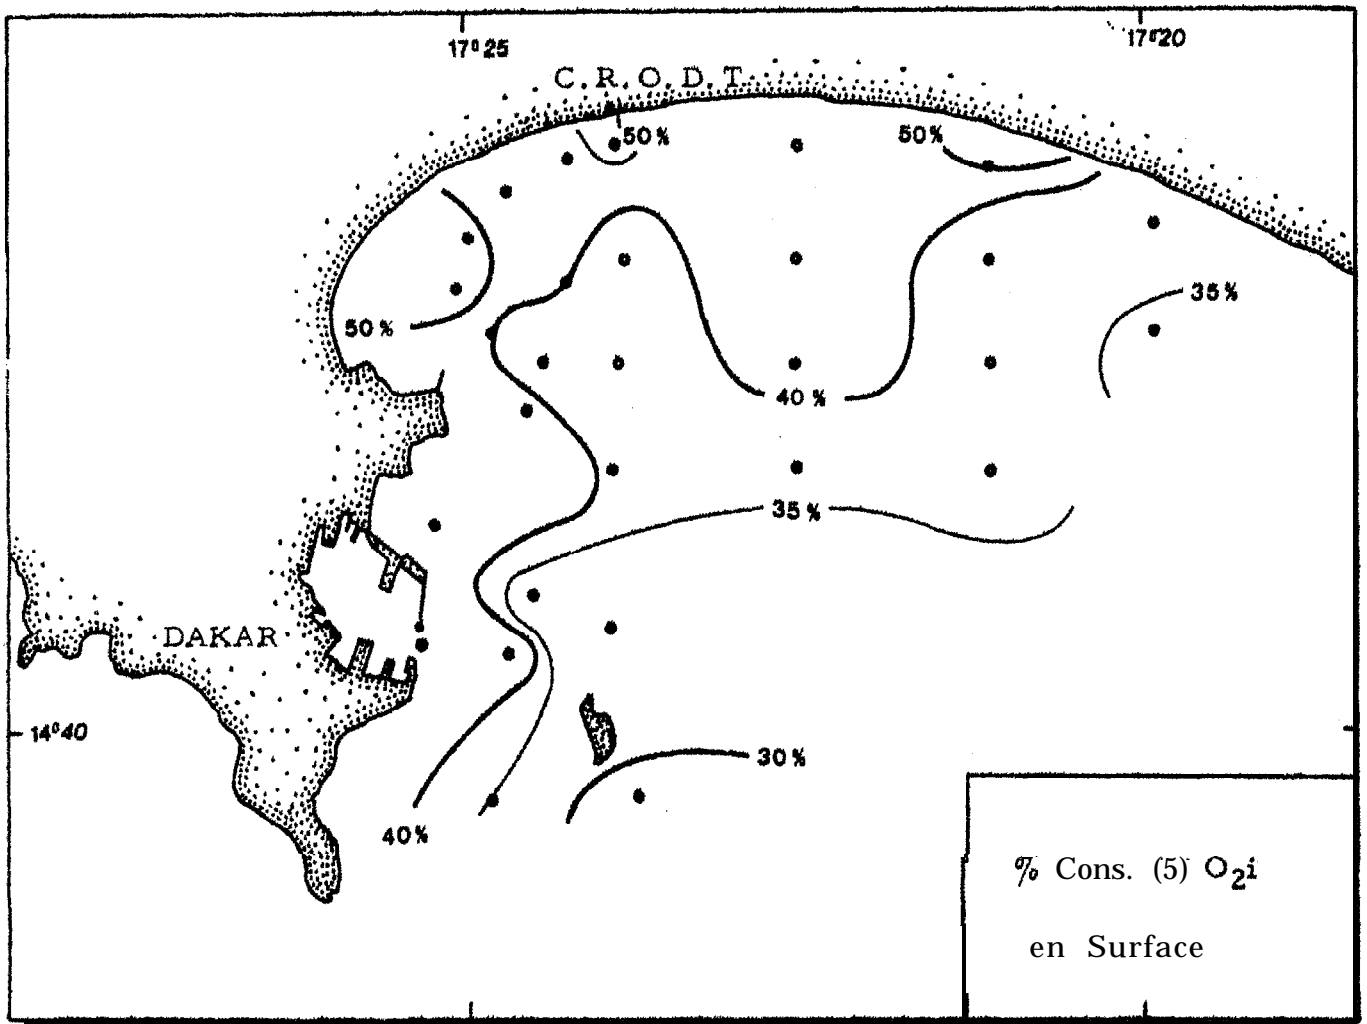 17°25
17°20
C.R.O.D.T.
50%
50%
35%
50%
40%
35%
DAKAR
14°40
30%
40%
% Cons. (5) O₂i
en Surface